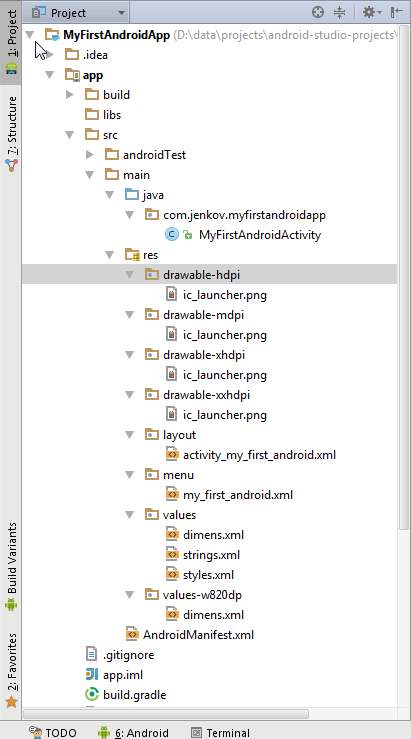 Project
1: Project
7: Structure
Build Variants
2: Favorites
MyFirstAndroidApp (D:\data\projects\android-studio-projects\
.idea
app
build
libs
src
androidTest
main
java
com.jenkov.myfirstandroidapp
MyFirstAndroidActivity
res
drawable-hdpi
ic_launcher.png
drawable-mdpi
ic_launcher.png
drawable-xhdpi
ic_launcher.png
drawable-xxhdpi
ic_launcher.png
layout
activity_my_first_android.xml
menu
my_first_android.xml
values
dimens.xml
strings.xml
styles.xml
values-w820dp
dimens.xml
AndroidManifest.xml
.gitignore
app.iml
build.gradle
TODO
6: Android
Terminal